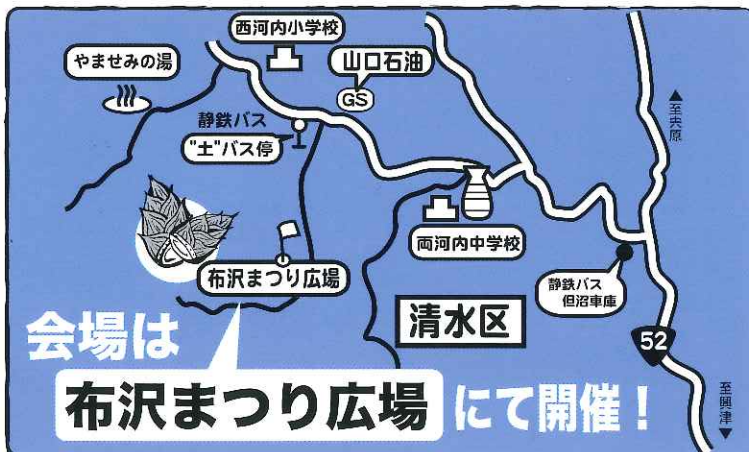 西河内小学校
やませみの湯
山口石油
GS
静鉄バス
"土"バス停
▲至宍原
両河内中学校
布沢まつり広場
静鉄バス
但沼車庫
清水区
52
会場は
布沢まつり広場 にて開催！
至興津▼